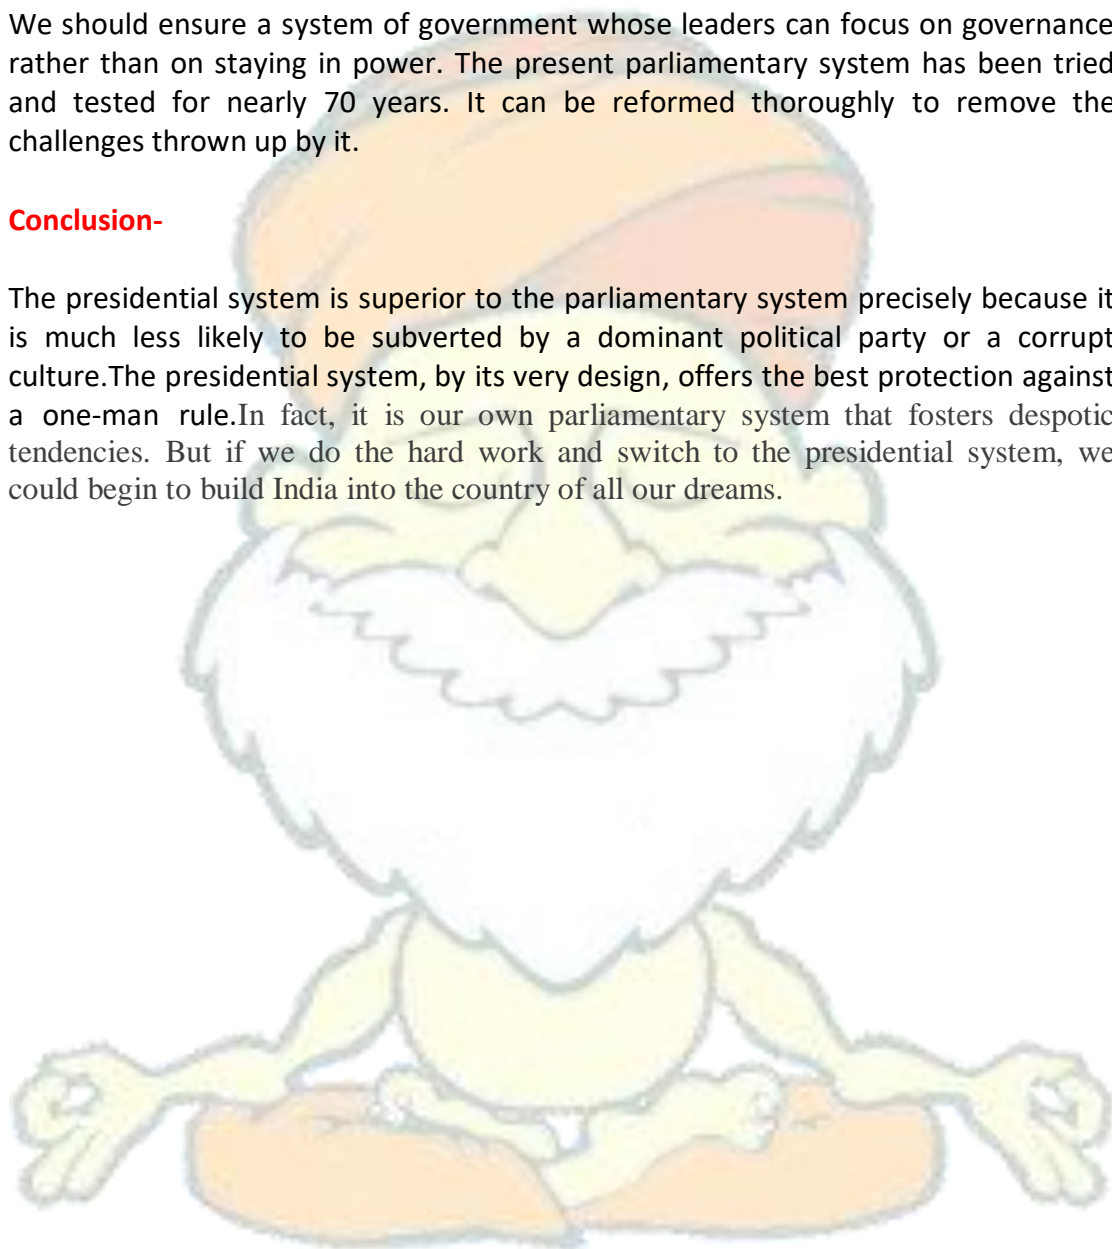 We should ensure a system of government whose leaders can focus on governance
rather than on staying in power. The present parliamentary system has been tried
and tested for nearly 70 years. It can be reformed thoroughly to remove the
challenges thrown up by it.
Conclusion-
The presidential system is superior to the parliamentary system precisely because it
is much less likely to be subverted by a dominant political party or a corrupt
culture.The presidential system, by its very design, offers the best protection against
a one-man rule.In fact, it is our own parliamentary system that fosters despotic
tendencies. But if we do the hard work and switch to the presidential system, we
could begin to build India into the country of all our dreams.